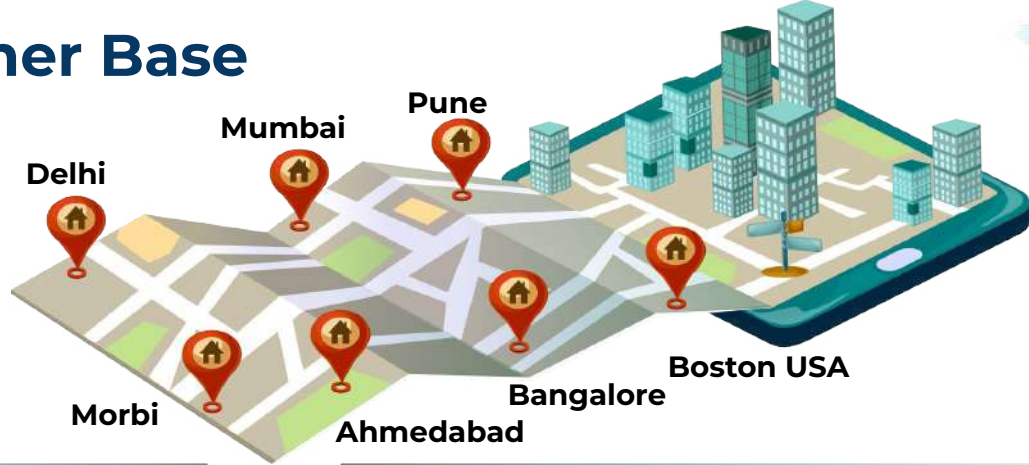 ner Base
Pune
Mumbai
Delhi
Boston USA
Bangalore
Morbi
Ahmedabad